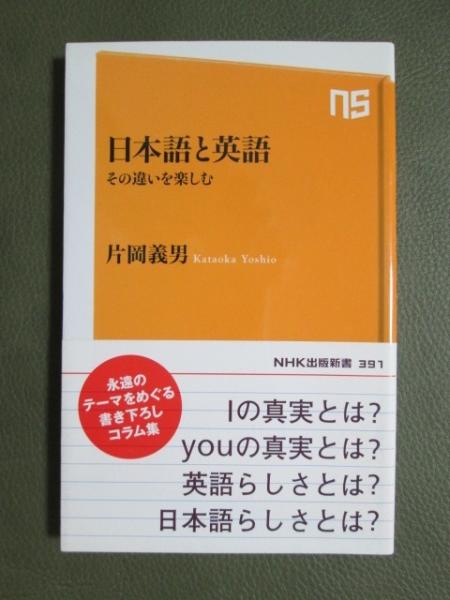 ns
日本語と英語
その違いを楽しむ
片岡義男 Kataoka Yoshio
NHK出版新書 391
永遠の
テーマをめぐる
書き下ろし
コラム集
Iの真実とは?
youの真実とは?
英語らしさとは?
日本語らしさとは?